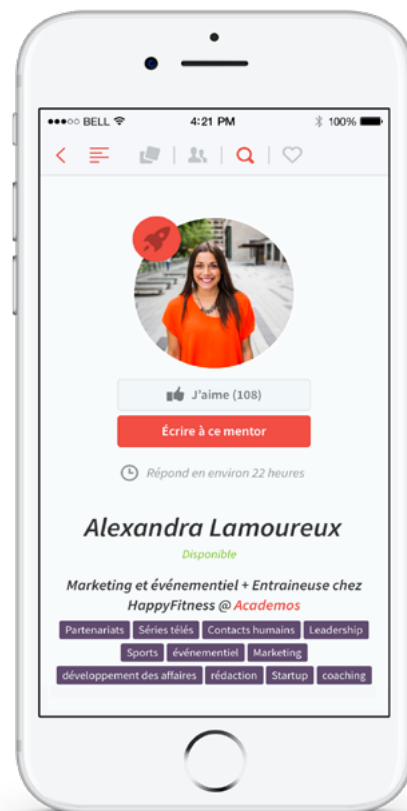 BELL 4:21 PM 100%
J'aime (108)
Écrire à ce mentor
Répond en environ 22 heures
Alexandra Lamoureux
Disponible
Marketing et événementiel + Entraineuse chez
HappyFitness @ Academos
Partenariats Séries télés Contacts humains Leadership
Sports événementiel Marketing
développement des affaires rédaction Startup coaching